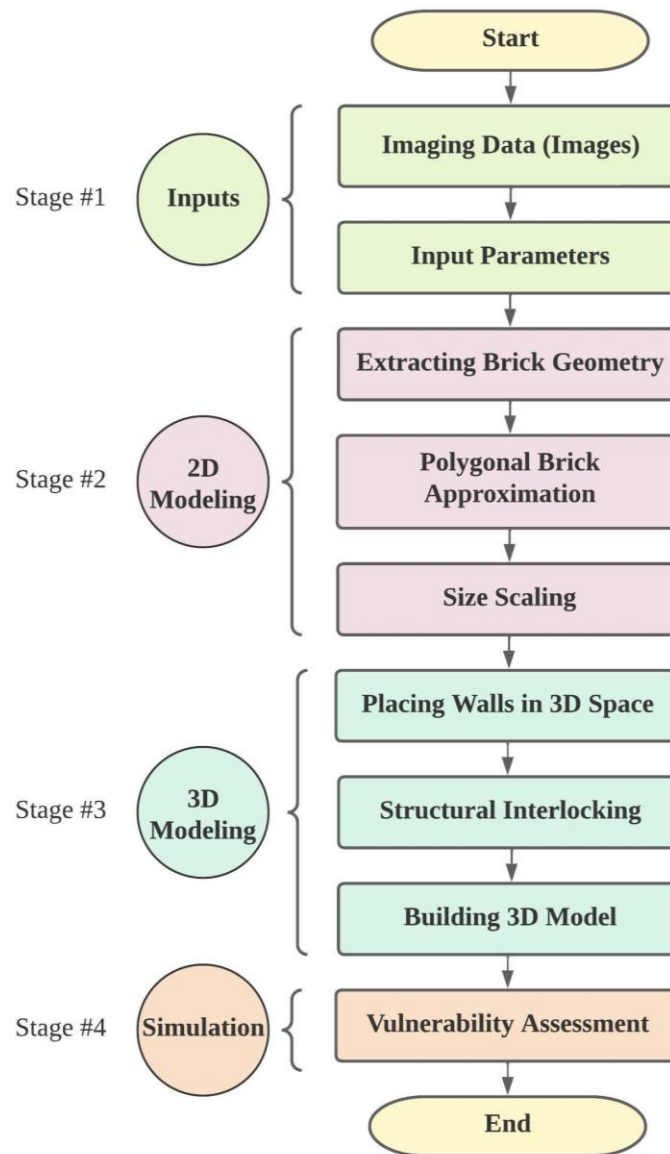 Start
Stage #1
Inputs
Imaging Data (Images)
Input Parameters
Stage #2
2D
Modeling
Extracting Brick Geometry
Polygonal Brick
Approximation
Size Scaling
Stage #3
3D
Modeling
Placing Walls in 3D Space
Structural Interlocking
Building 3D Model
Stage #4
Simulation
Vulnerability Assessment
End